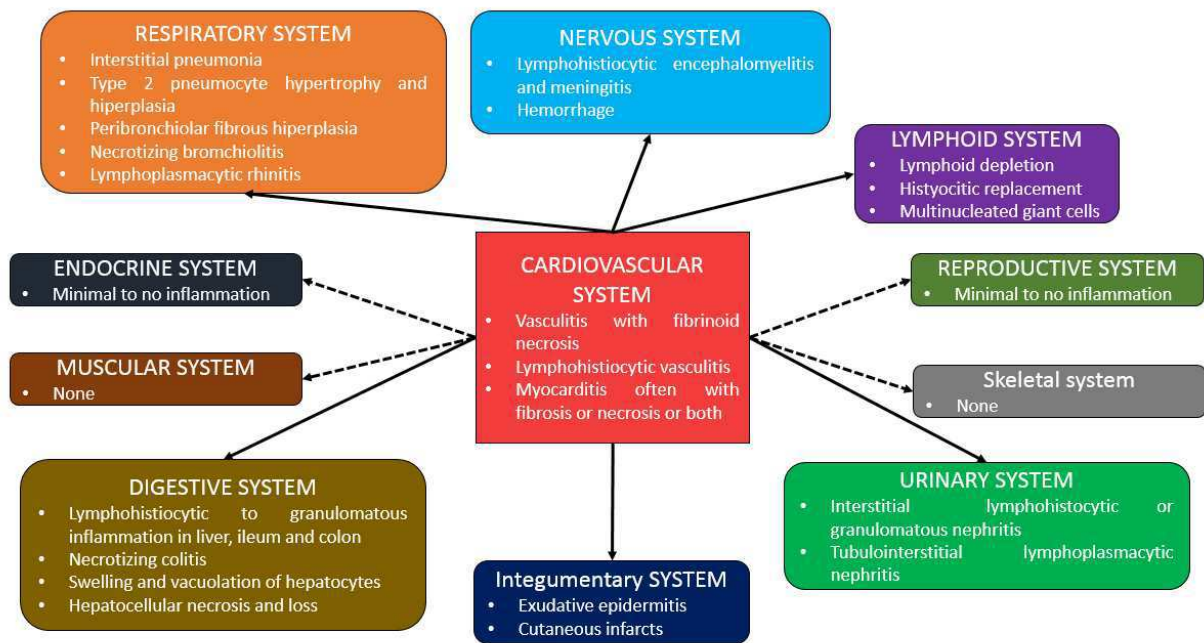 RESPIRATORY SYSTEM
• Interstitial pneumonia
• Type 2 pneumocyte hypertrophy and
hiperplasia
• Peribronchiolar fibrous hiperplasia
• Necrotizing bromchiolitis
• Lymphoplasmacytic rhinitis
NERVOUS SYSTEM
• Lymphohistiocytic encephalomyelitis
and meningitis
• Hemorrhage
LYMPHOID SYSTEM
• Lymphoid depletion
• Histyocitic replacement
• Multinucleated giant cells
ENDOCRINE SYSTEM
• Minimal to no inflammation
CARDIOVASCULAR
SYSTEM
• Vasculitis with fibrinoid
necrosis
• Lymphohistiocytic vasculitis
• Myocarditis often with
fibrosis or necrosis or both
REPRODUCTIVE SYSTEM
• Minimal to no inflammation
MUSCULAR SYSTEM
• None
Skeletal system
• None
DIGESTIVE SYSTEM
• Lymphohistiocytic to granulomatous
inflammation in liver, ileum and colon
• Necrotizing colitis
• Swelling and vacuolation of hepatocytes
• Hepatocellular necrosis and loss
Integumentary SYSTEM
• Exudative epidermitis
• Cutaneous infarcts
URINARY SYSTEM
• Interstitial lymphohistocytic or
granulomatous nephritis
• Tubulointerstitial lymphoplasmacytic
nephritis